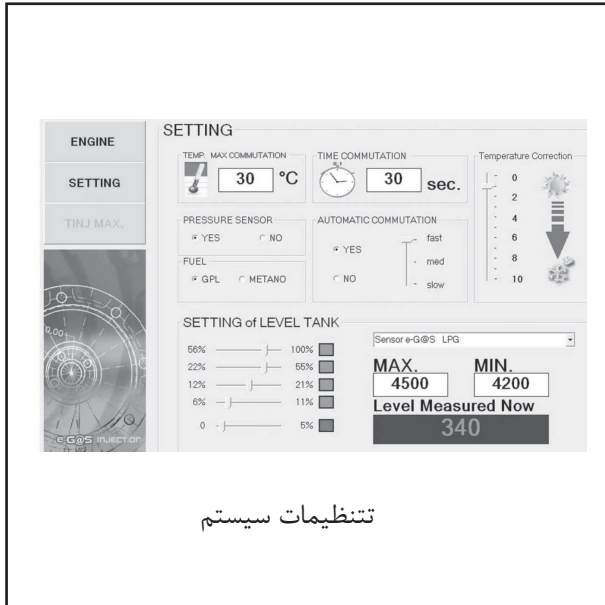 ENGINE
SETTING
TINJ MAX.
e-G@S INJECTION
SETTING
TEMP. MAX COMMUTATION
30 °C
TIME COMMUTATION
30 sec.
Temperature Correction
0
2
4
6
8
10
PRESSURE SENSOR
YES NO
FUEL
GPL METANO
AUTOMATIC COMMUTATION
YES
NO
fast
med
slow
SETTING of LEVEL TANK
56% 100%
22% 55%
12% 21%
6% 11%
0 5%
Sensor e-G@S LPG
MAX. MIN.
4500 4200
Level Measured Now
340
تتنظیمات سیستم